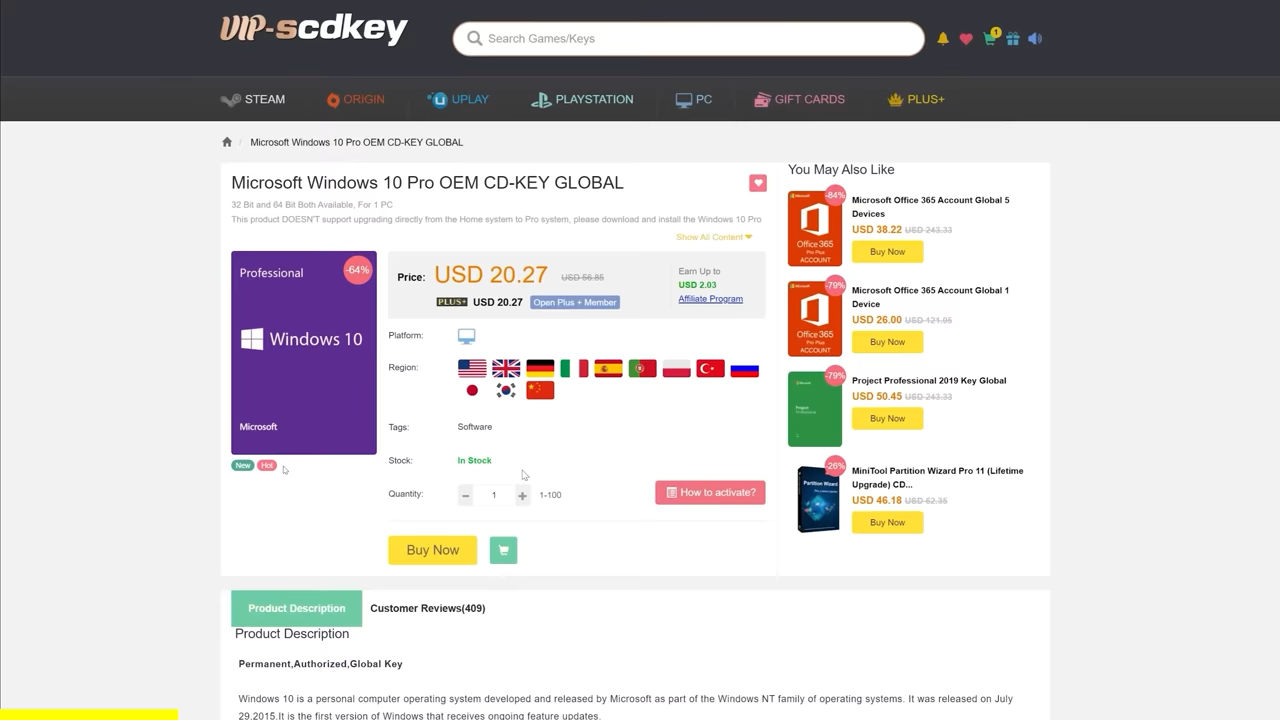 VIP-scdkey
Search Games/Keys
1
STEAM
ORIGIN
UPLAY
PLAYSTATION
PC
GIFT CARDS
PLUS+
/ Microsoft Windows 10 Pro OEM CD-KEY GLOBAL
Microsoft Windows 10 Pro OEM CD-KEY GLOBAL
32 Bit and 64 Bit Both Available, For 1 PC
This product DOESN'T support upgrading directly from the Home system to Pro system, please download and install the Windows 10 Pro
Show All Content
Professional
-64%
Windows 10
Microsoft
New
Hot
Price: USD 20.27 USD 56.85
PLUS+ USD 20.27 Open Plus + Member
Earn Up to
USD 2.03
Affiliate Program
Platform:
Region:
Tags: Software
Stock: In Stock
Quantity: − 1 + 1-100
How to activate?
Buy Now
You May Also Like
-84%
Microsoft
Office 365
Pro Plus
ACCOUNT
Microsoft Office 365 Account Global 5
Devices
USD 38.22 USD 243.33
Buy Now
-79%
Microsoft
Office 365
Pro Plus
ACCOUNT
Microsoft Office 365 Account Global 1
Device
USD 26.00 USD 121.05
Buy Now
-79%
Project
Project Professional 2019 Key Global
USD 50.45 USD 243.33
Buy Now
-26%
Partition Wizard
MiniTool Partition Wizard Pro 11 (Lifetime
Upgrade) CD...
USD 46.18 USD 62.35
Buy Now
Product Description
Customer Reviews(409)
Product Description
Permanent,Authorized,Global Key
Windows 10 is a personal computer operating system developed and released by Microsoft as part of the Windows NT family of operating systems. It was released on July
29,2015.It is the first version of Windows that receives ongoing feature updates.